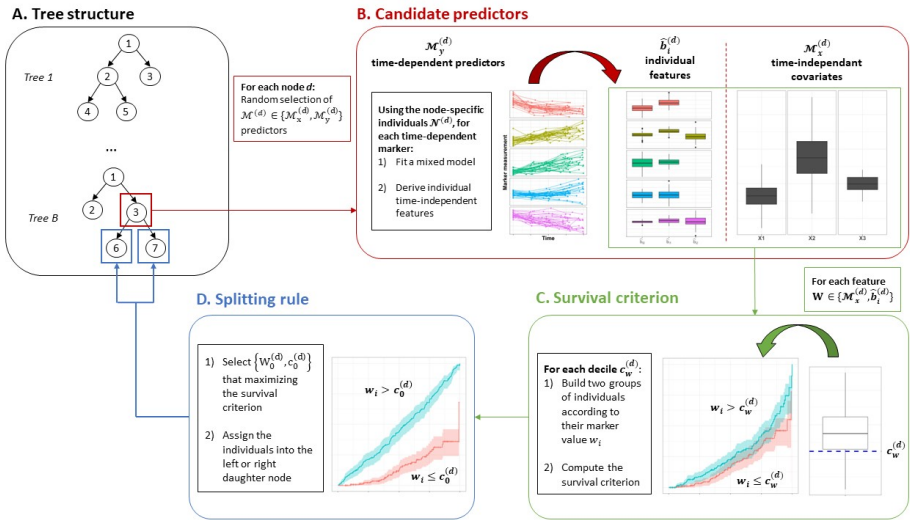 A. Tree structure
Tree 1
1
2
3
4
5
...
Tree B
1
2
3
6
7
For each node d:
Random selection of
ℳ^(d) ∈ {ℳ_x^(d), ℳ_y^(d)}
predictors
B. Candidate predictors
ℳ_y^(d)
time-dependent predictors
Using the node-specific
individuals 𝒩^(d), for
each time-dependent
marker:
1) Fit a mixed model
2) Derive individual
time-independent
features
Marker measurement
Time
b̂_i^(d)
individual
features
ℳ_x^(d)
time-independant
covariates
X1
X2
X3
For each feature
W ∈ {ℳ_x^(d), b̂_i^(d)}
C. Survival criterion
For each decile c_w^(d):
1) Build two groups
of individuals
according to
their marker
value w_i
2) Compute the
survival criterion
w_i > c_w^(d)
w_i ≤ c_w^(d)
c_w^(d)
D. Splitting rule
1) Select {W_0^(d), c_0^(d)}
that maximizing
the survival
criterion
2) Assign the
individuals into the
left or right
daughter node
w_i > c_0^(d)
w_i ≤ c_0^(d)